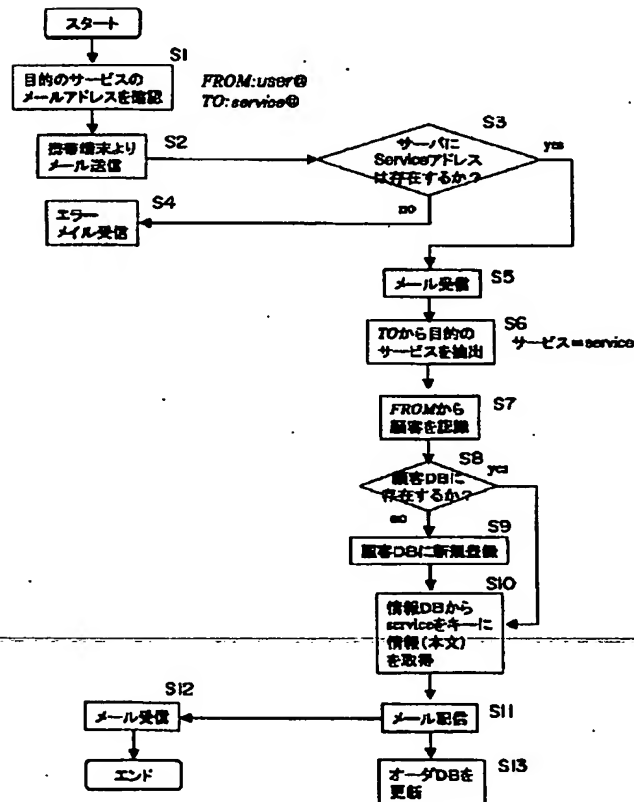 スタート
S1
目的のサービスの
メールアドレスを確認
FROM:user@
TO:service@
S2
携帯端末より
メール送信
S3
サーバに
Serviceアドレス
は存在するか?
yes
no
S4
エラー
メイル受信
S5
メール受信
S6
TOから目的の
サービスを抽出
サービス=service
S7
FROMから
顧客を認識
S8
顧客DBに
存在するか?
yes
no
S9
顧客DBに新規登録
S10
情報DBから
serviceをキーに
情報(本文)
を取得
S12
メール受信
S11
メール配信
エンド
S13
オーダDBを
更新